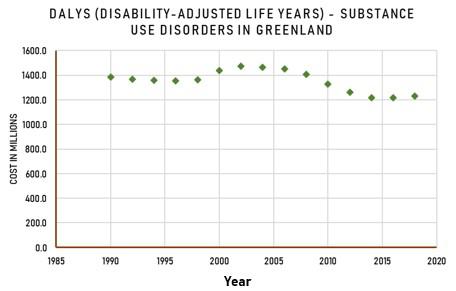 DALYS (DISABILITY-ADJUSTED LIFE YEARS) - SUBSTANCE
USE DISORDERS IN GREENLAND
1600.0
1400.0
1200.0
1000.0
800.0
600.0
400.0
200.0
0.0
COST IN MILLIONS
1985 1990 1995 2000 2005 2010 2015 2020
Year